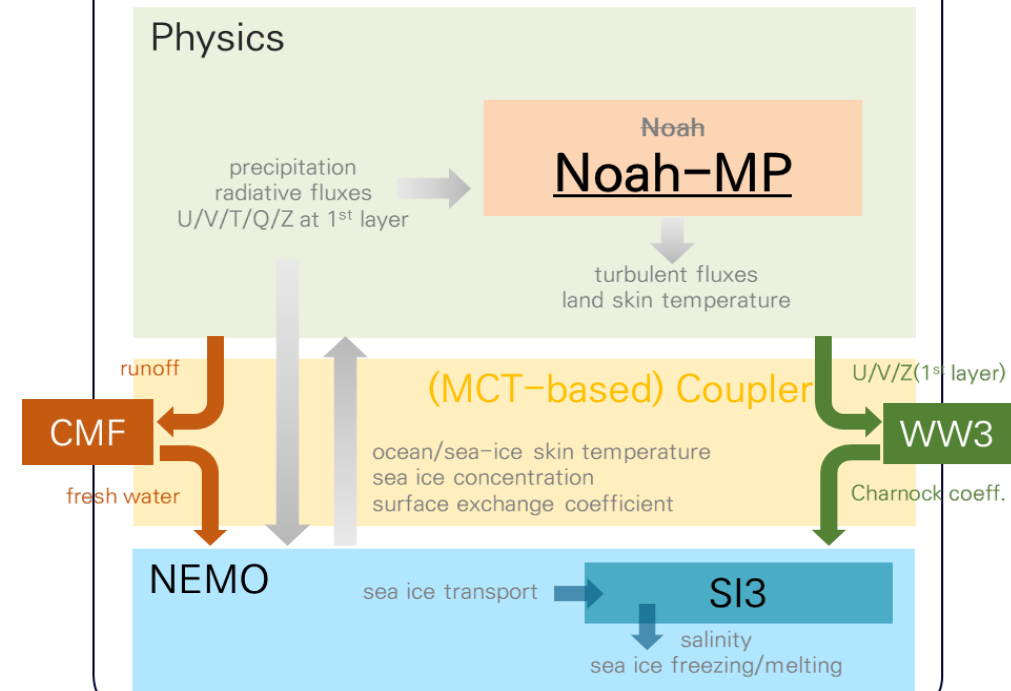 Physics
Noah
Noah-MP
precipitation
radiative fluxes
U/V/T/Q/Z at 1st layer
turbulent fluxes
land skin temperature
runoff
(MCT-based) Coupler
U/V/Z(1st layer)
CMF
WW3
ocean/sea-ice skin temperature
sea ice concentration
surface exchange coefficient
fresh water
Charnock coeff.
NEMO
sea ice transport
SI3
salinity
sea ice freezing/melting